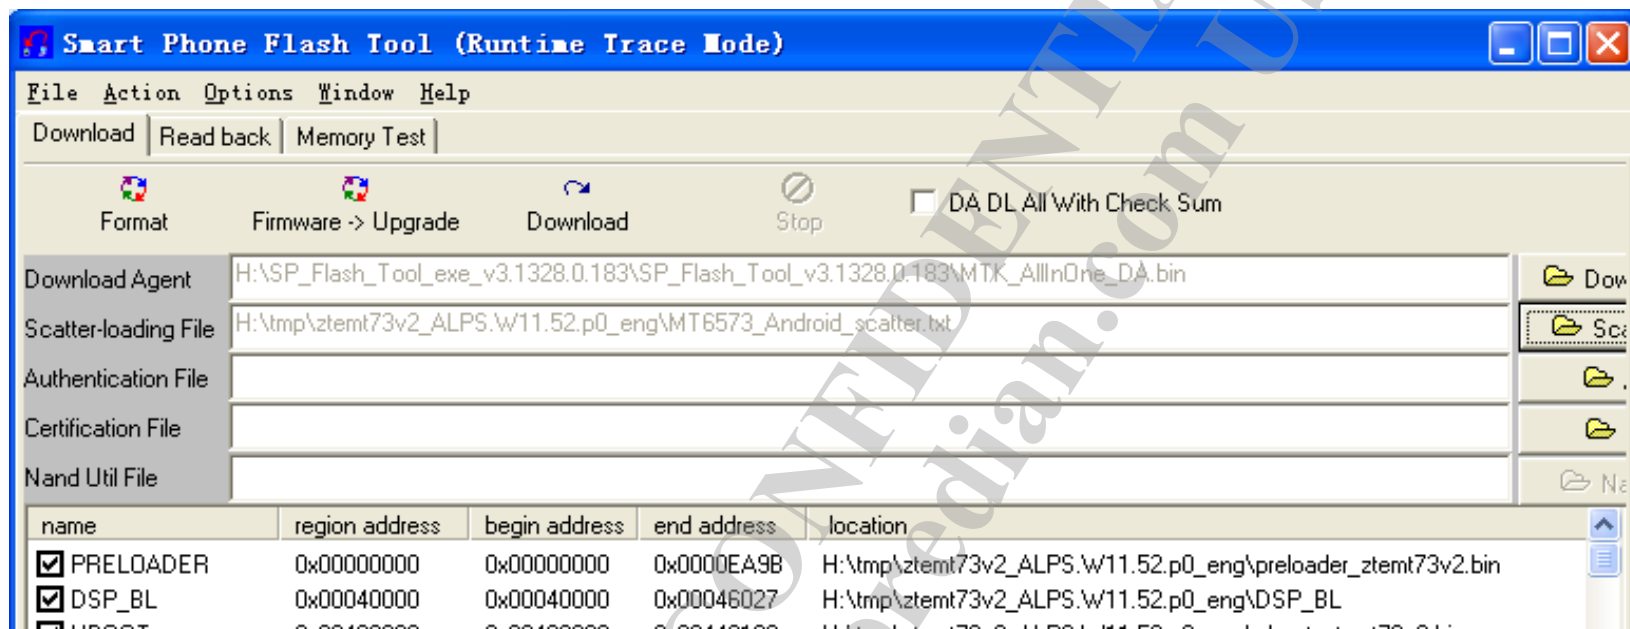 Smart Phone Flash Tool (Runtime Trace Mode)
File Action Options Window Help
Download Read back Memory Test
Format Firmware -> Upgrade Download Stop DA DL All With Check Sum
Download Agent H:\SP_Flash_Tool_exe_v3.1328.0.183\SP_Flash_Tool_v3.1328.0.183\MTK_AllInOne_DA.bin Dow
Scatter-loading File H:\tmp\ztemt73v2_ALPS.W11.52.p0_eng\MT6573_Android_scatter.txt Sca
Authentication File
Certification File
Nand Util File Na
name region address begin address end address location
PRELOADER 0x00000000 0x00000000 0x0000EA9B H:\tmp\ztemt73v2_ALPS.W11.52.p0_eng\preloader_ztemt73v2.bin
DSP_BL 0x00040000 0x00040000 0x00046027 H:\tmp\ztemt73v2_ALPS.W11.52.p0_eng\DSP_BL